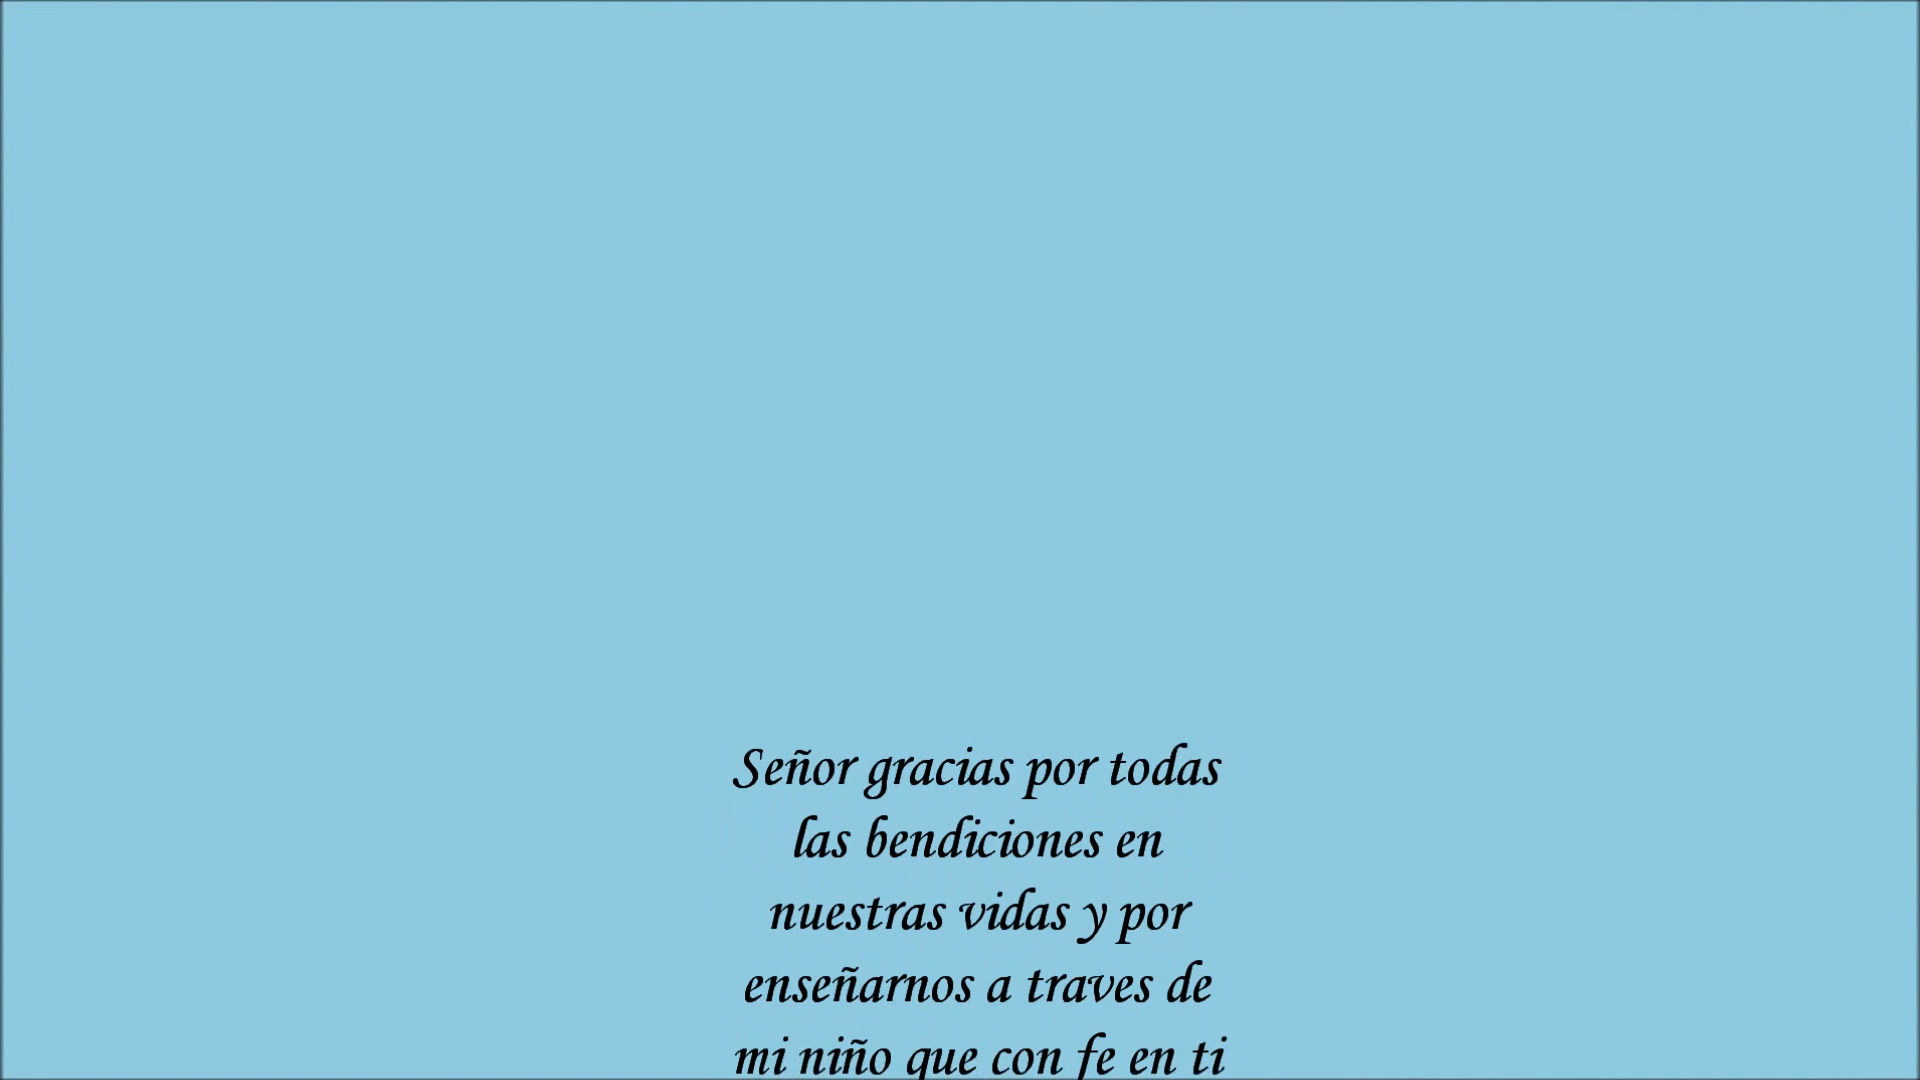 Señor gracias por todas
las bendiciones en
nuestras vidas y por
enseñarnos a traves de
mi niño que con fe en ti